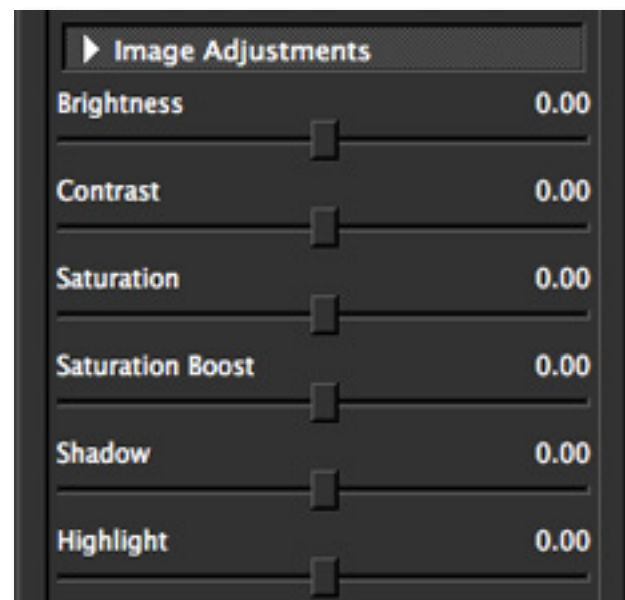 Image Adjustments
Brightness 0.00
Contrast 0.00
Saturation 0.00
Saturation Boost 0.00
Shadow 0.00
Highlight 0.00